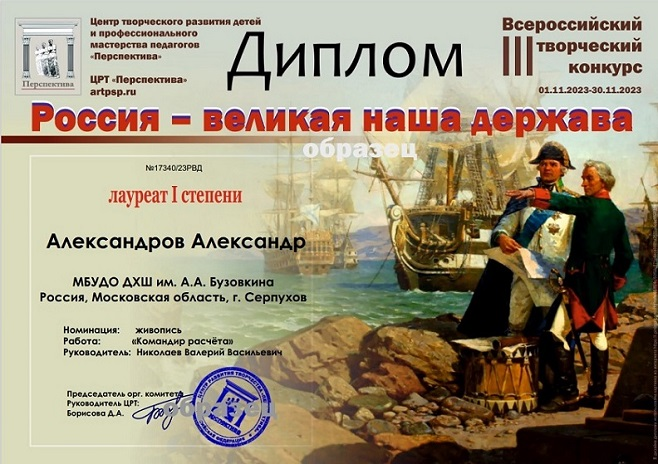 Центр творческого развития детей
и профессионального
мастерства педагогов
«Перспектива»
ЦРТ «Перспектива»
artpsp.ru
Перспектива
Диплом
Всероссийский
III творческий
конкурс
01.11.2023-30.11.2023
Россия – великая наша держава
образец
№17340/23РВД
лауреат I степени
Александров Александр
МБУДО ДХШ им. А.А. Бузовкина
Россия, Московская область, г. Серпухов
Номинация: живопись
Работа: «Командир расчёта»
Руководитель: Николаев Валерий Васильевич
Председатель орг. комитета
Руководитель ЦРТ:
Борисова Д.А.
образец